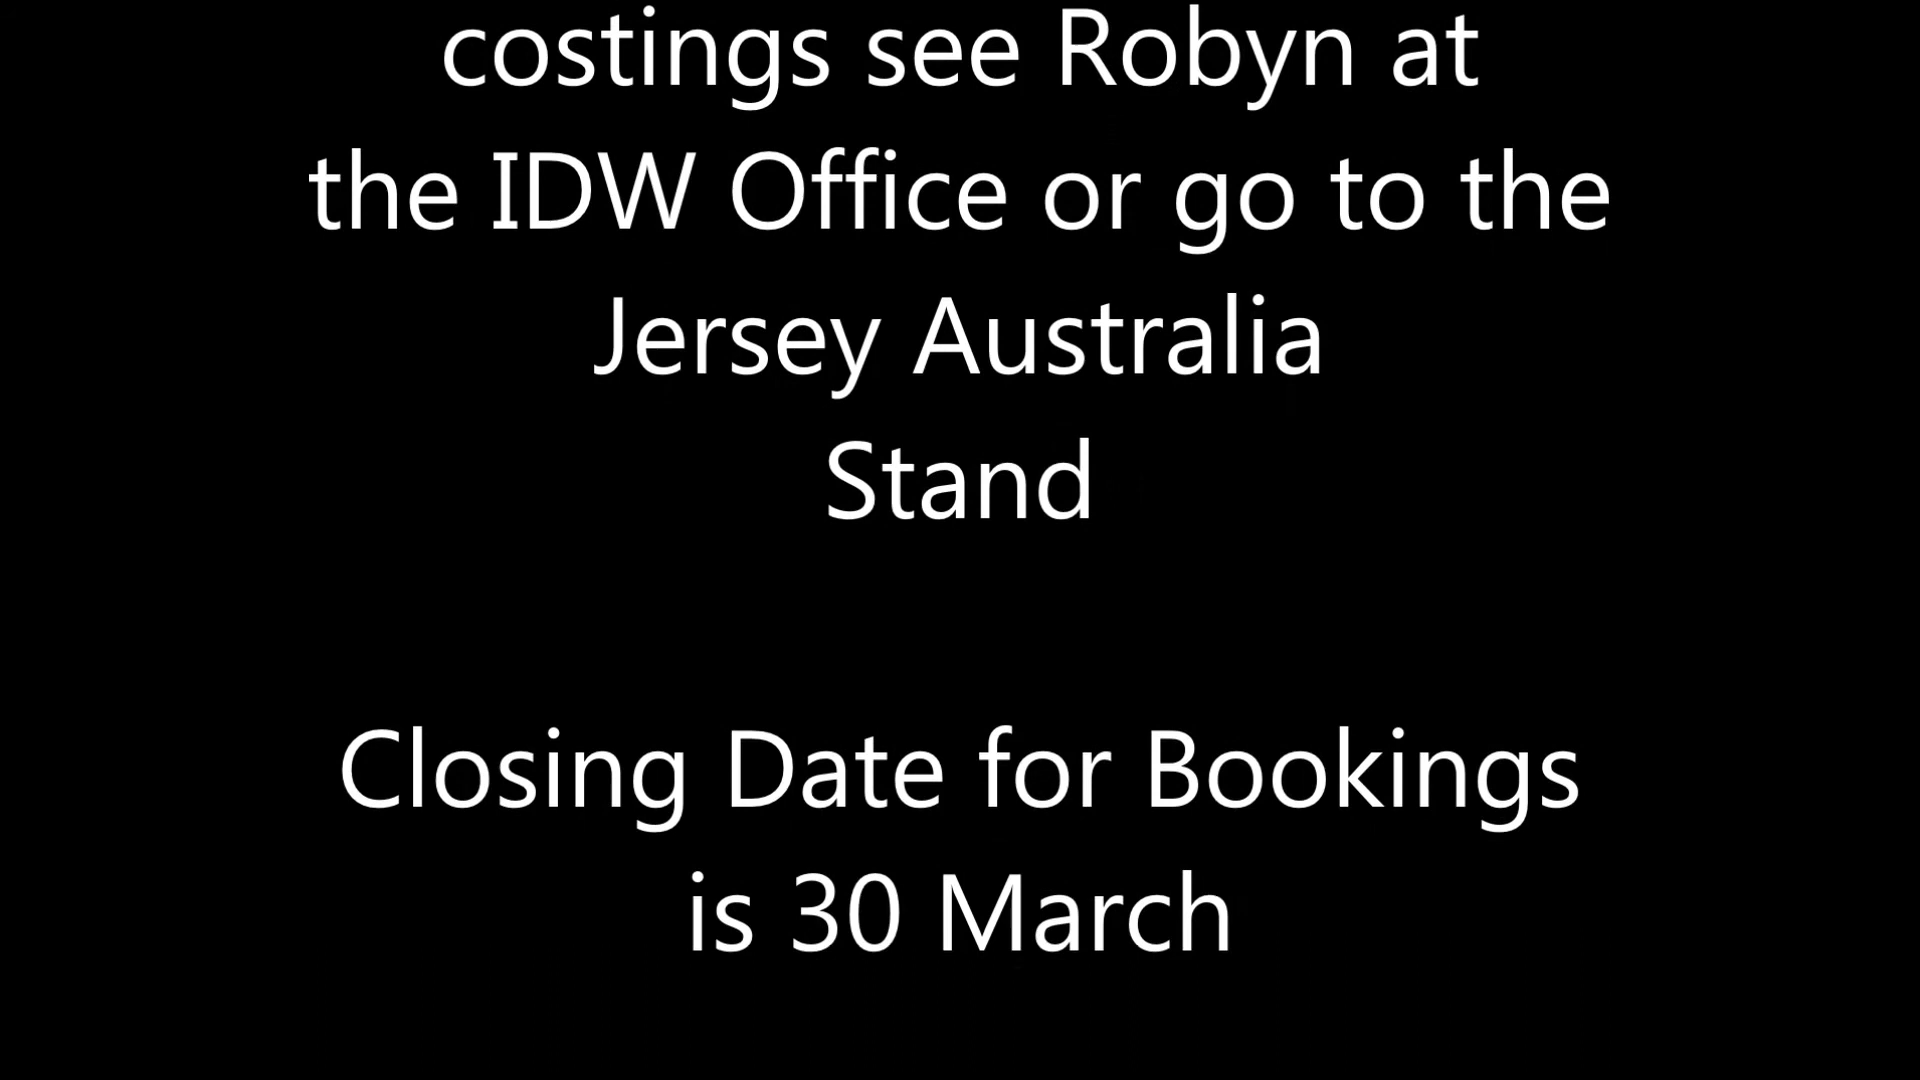 costings see Robyn at
the IDW Office or go to the
Jersey Australia
Stand
Closing Date for Bookings
is 30 March